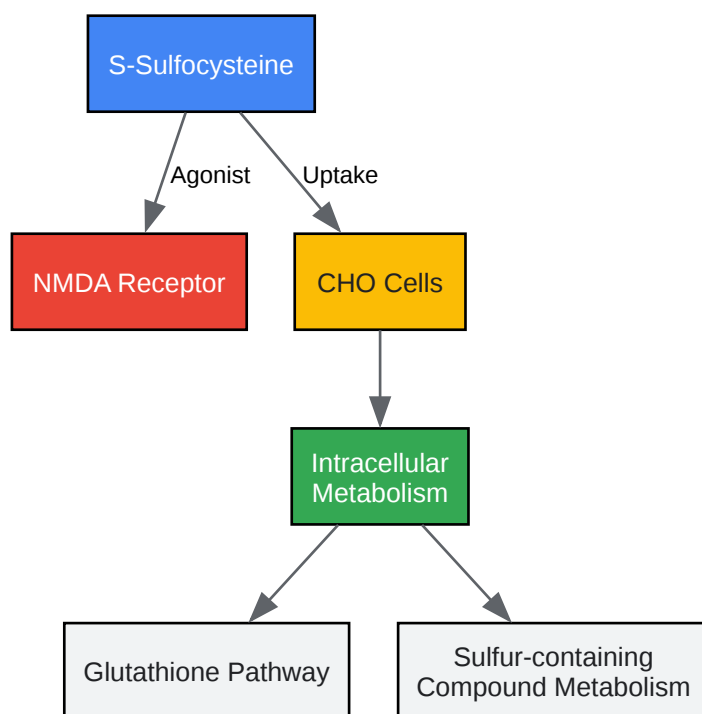 S-Sulfocysteine
Agonist
Uptake
NMDA Receptor
CHO Cells
Intracellular
Metabolism
Glutathione Pathway
Sulfur-containing
Compound Metabolism